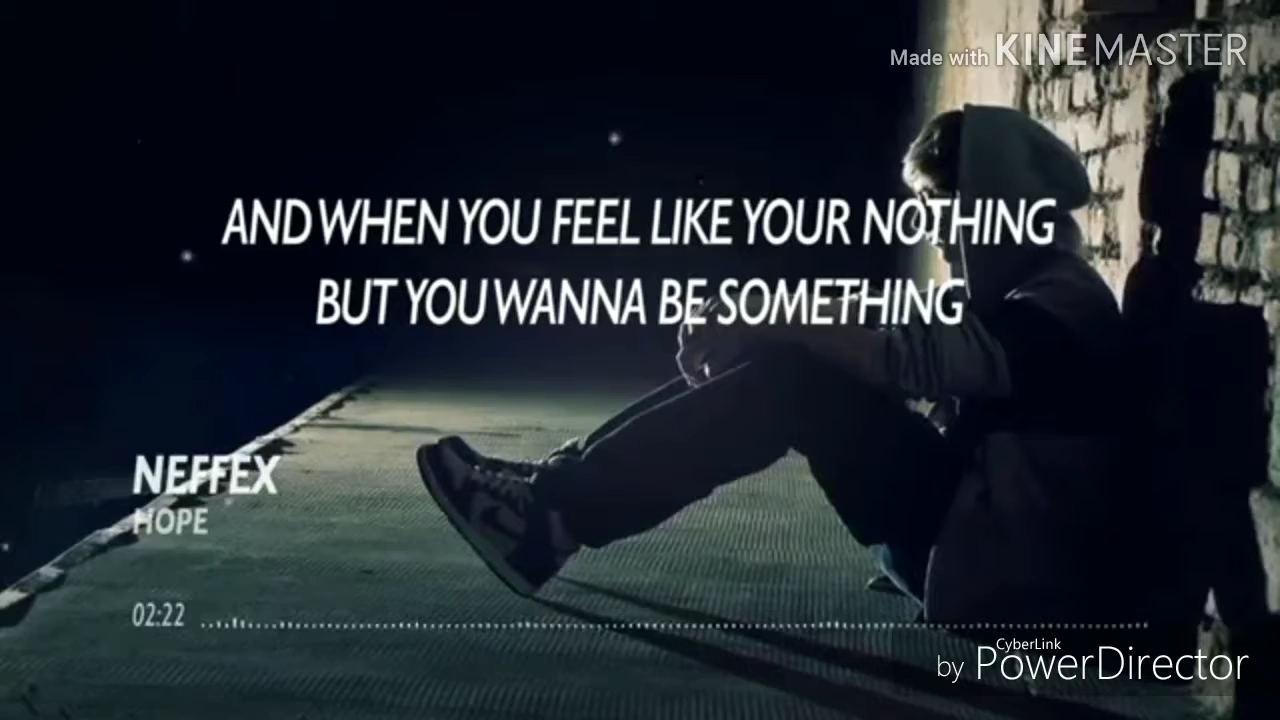 Made with KINEMASTER
AND WHEN YOU FEEL LIKE YOUR NOTHING
BUT YOU WANNA BE SOMETHING
NEFFEX
HOPE
02:22
CyberLink
by PowerDirector